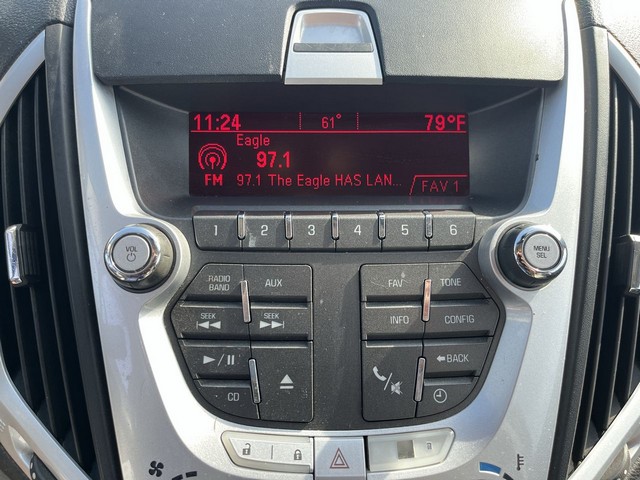 11:24 61° 79°F
Eagle
97.1
FM 97.1 The Eagle HAS LAN... FAV 1
1 2 3 4 5 6
VOL
MENU
SEL
RADIO
BAND
AUX
FAV
TONE
SEEK
SEEK
INFO
CONFIG
BACK
CD